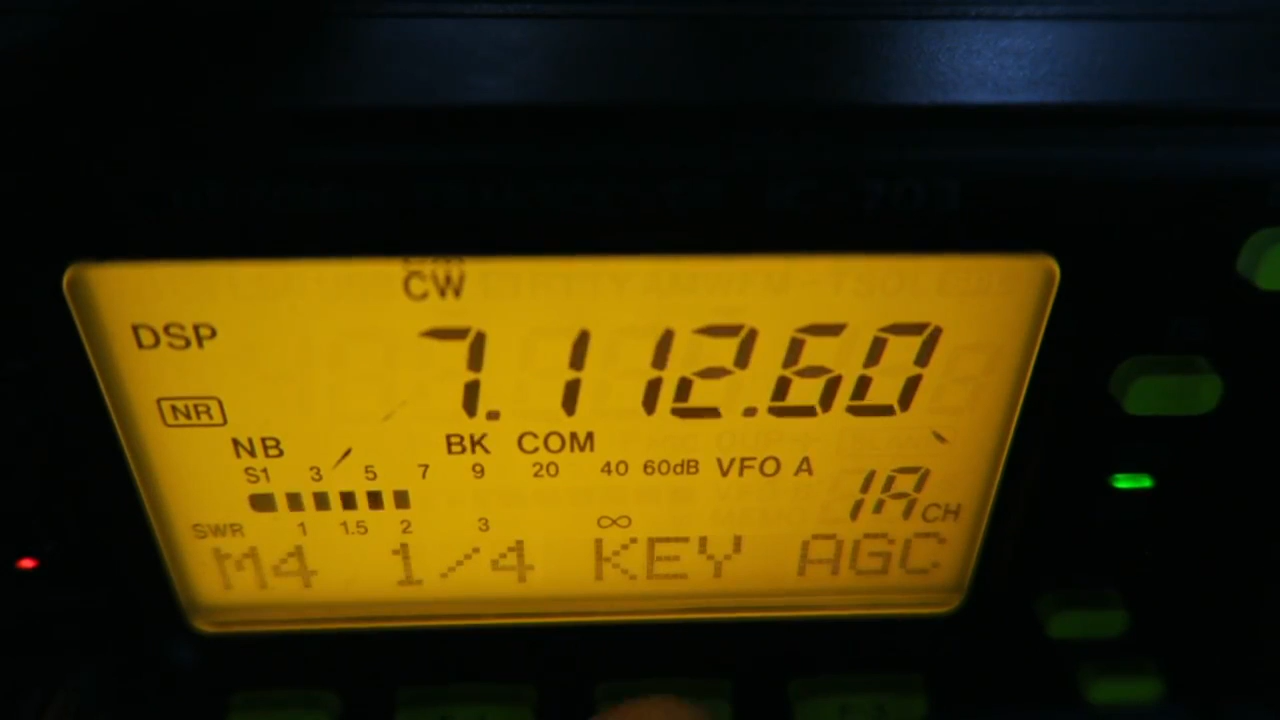 CW
DSP 7.112.60
NR
NB BK COM
S1 3 5 7 9 20 40 60dB VFO A
1A CH
SWR 1 1.5 2 3 ∞
M4 1/4 KEY AGC